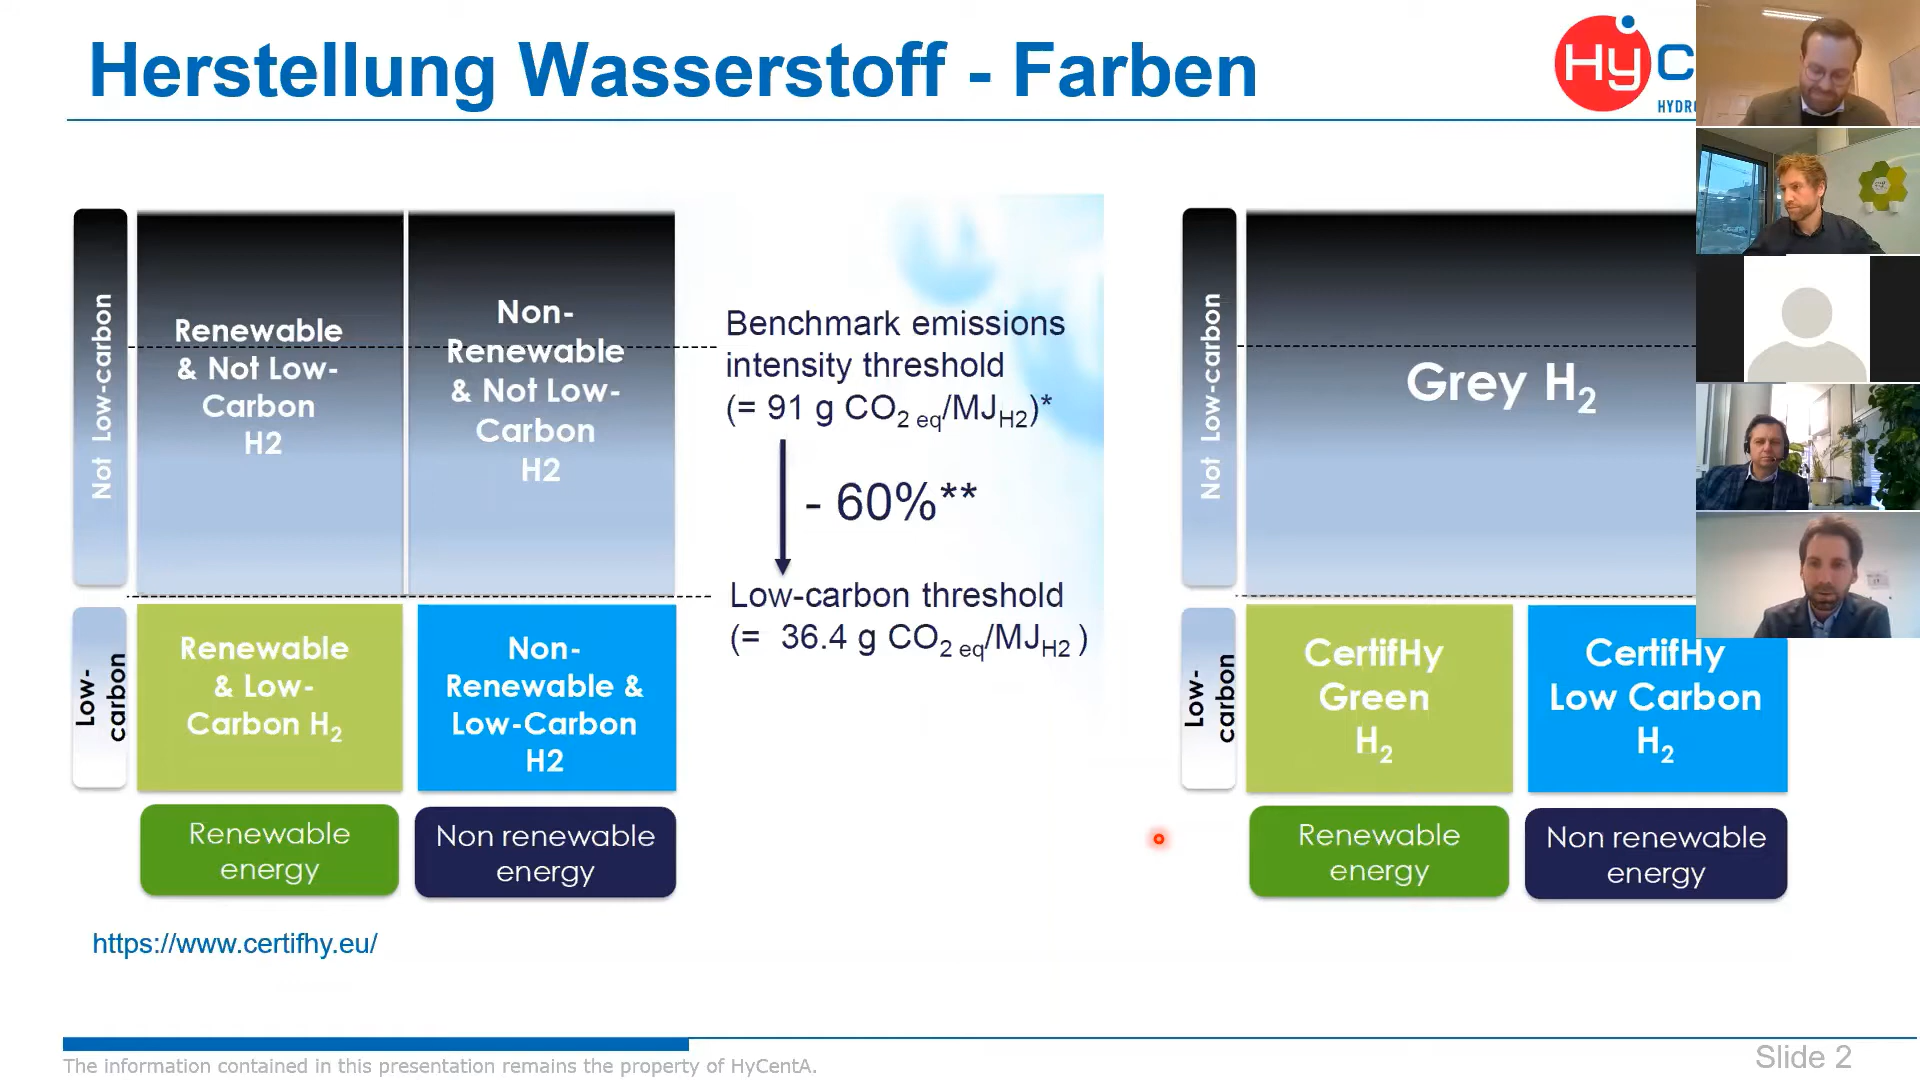 Herstellung Wasserstoff - Farben
Hy C
HYDR
Not Low-carbon
Renewable
& Not Low-
Carbon
H2
Non-
Renewable
& Not Low-
Carbon
H2
Benchmark emissions
intensity threshold
(= 91 g CO2 eq/MJH2)*
- 60%**
Low-carbon threshold
(= 36.4 g CO2 eq/MJH2 )
Low-
carbon
Renewable
& Low-
Carbon H2
Non-
Renewable &
Low-Carbon
H2
Renewable
energy
Non renewable
energy
Not Low-carbon
Grey H2
Low-
carbon
CertifHy
Green
H2
CertifHy
Low Carbon
H2
Renewable
energy
Non renewable
energy
https://www.certifhy.eu/
The information contained in this presentation remains the property of HyCentA.
Slide 2